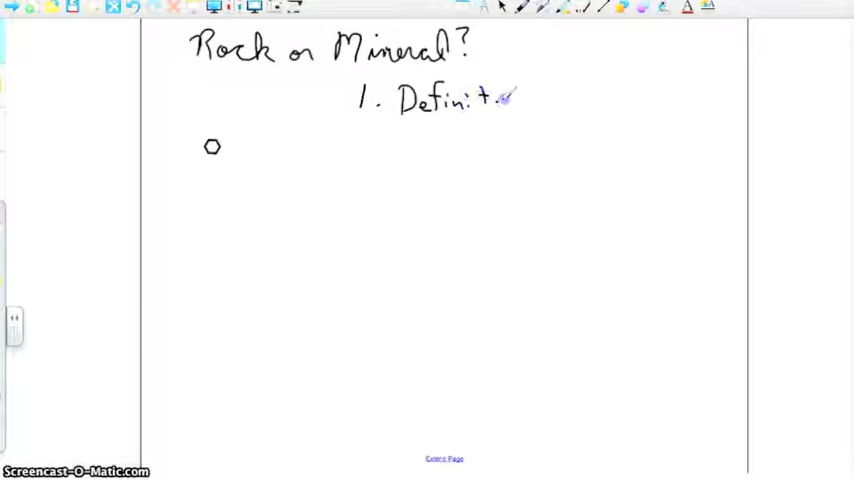 Rock or Mineral?
1. Definit.
Extend Page
Screencast-O-Matic.com